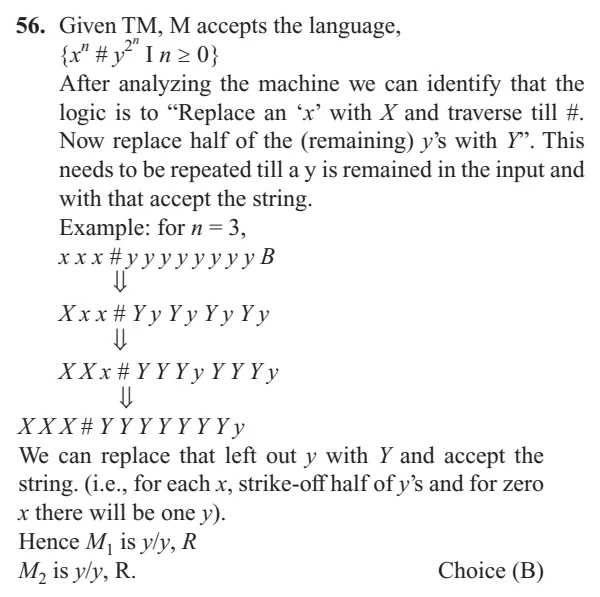 56. Given TM, M accepts the language,
{xⁿ # y^2ⁿ I n ≥ 0}
After analyzing the machine we can identify that the
logic is to “Replace an ‘x’ with X and traverse till #.
Now replace half of the (remaining) y’s with Y”. This
needs to be repeated till a y is remained in the input and
with that accept the string.
Example: for n = 3,
x x x # y y y y y y y y B
⇓
X x x # Y y Y y Y y Y y
⇓
X X x # Y Y Y y Y Y Y y
⇓
X X X # Y Y Y Y Y Y Y y
We can replace that left out y with Y and accept the
string. (i.e., for each x, strike-off half of y’s and for zero
x there will be one y).
Hence M₁ is y/y, R
M₂ is y/y, R. Choice (B)